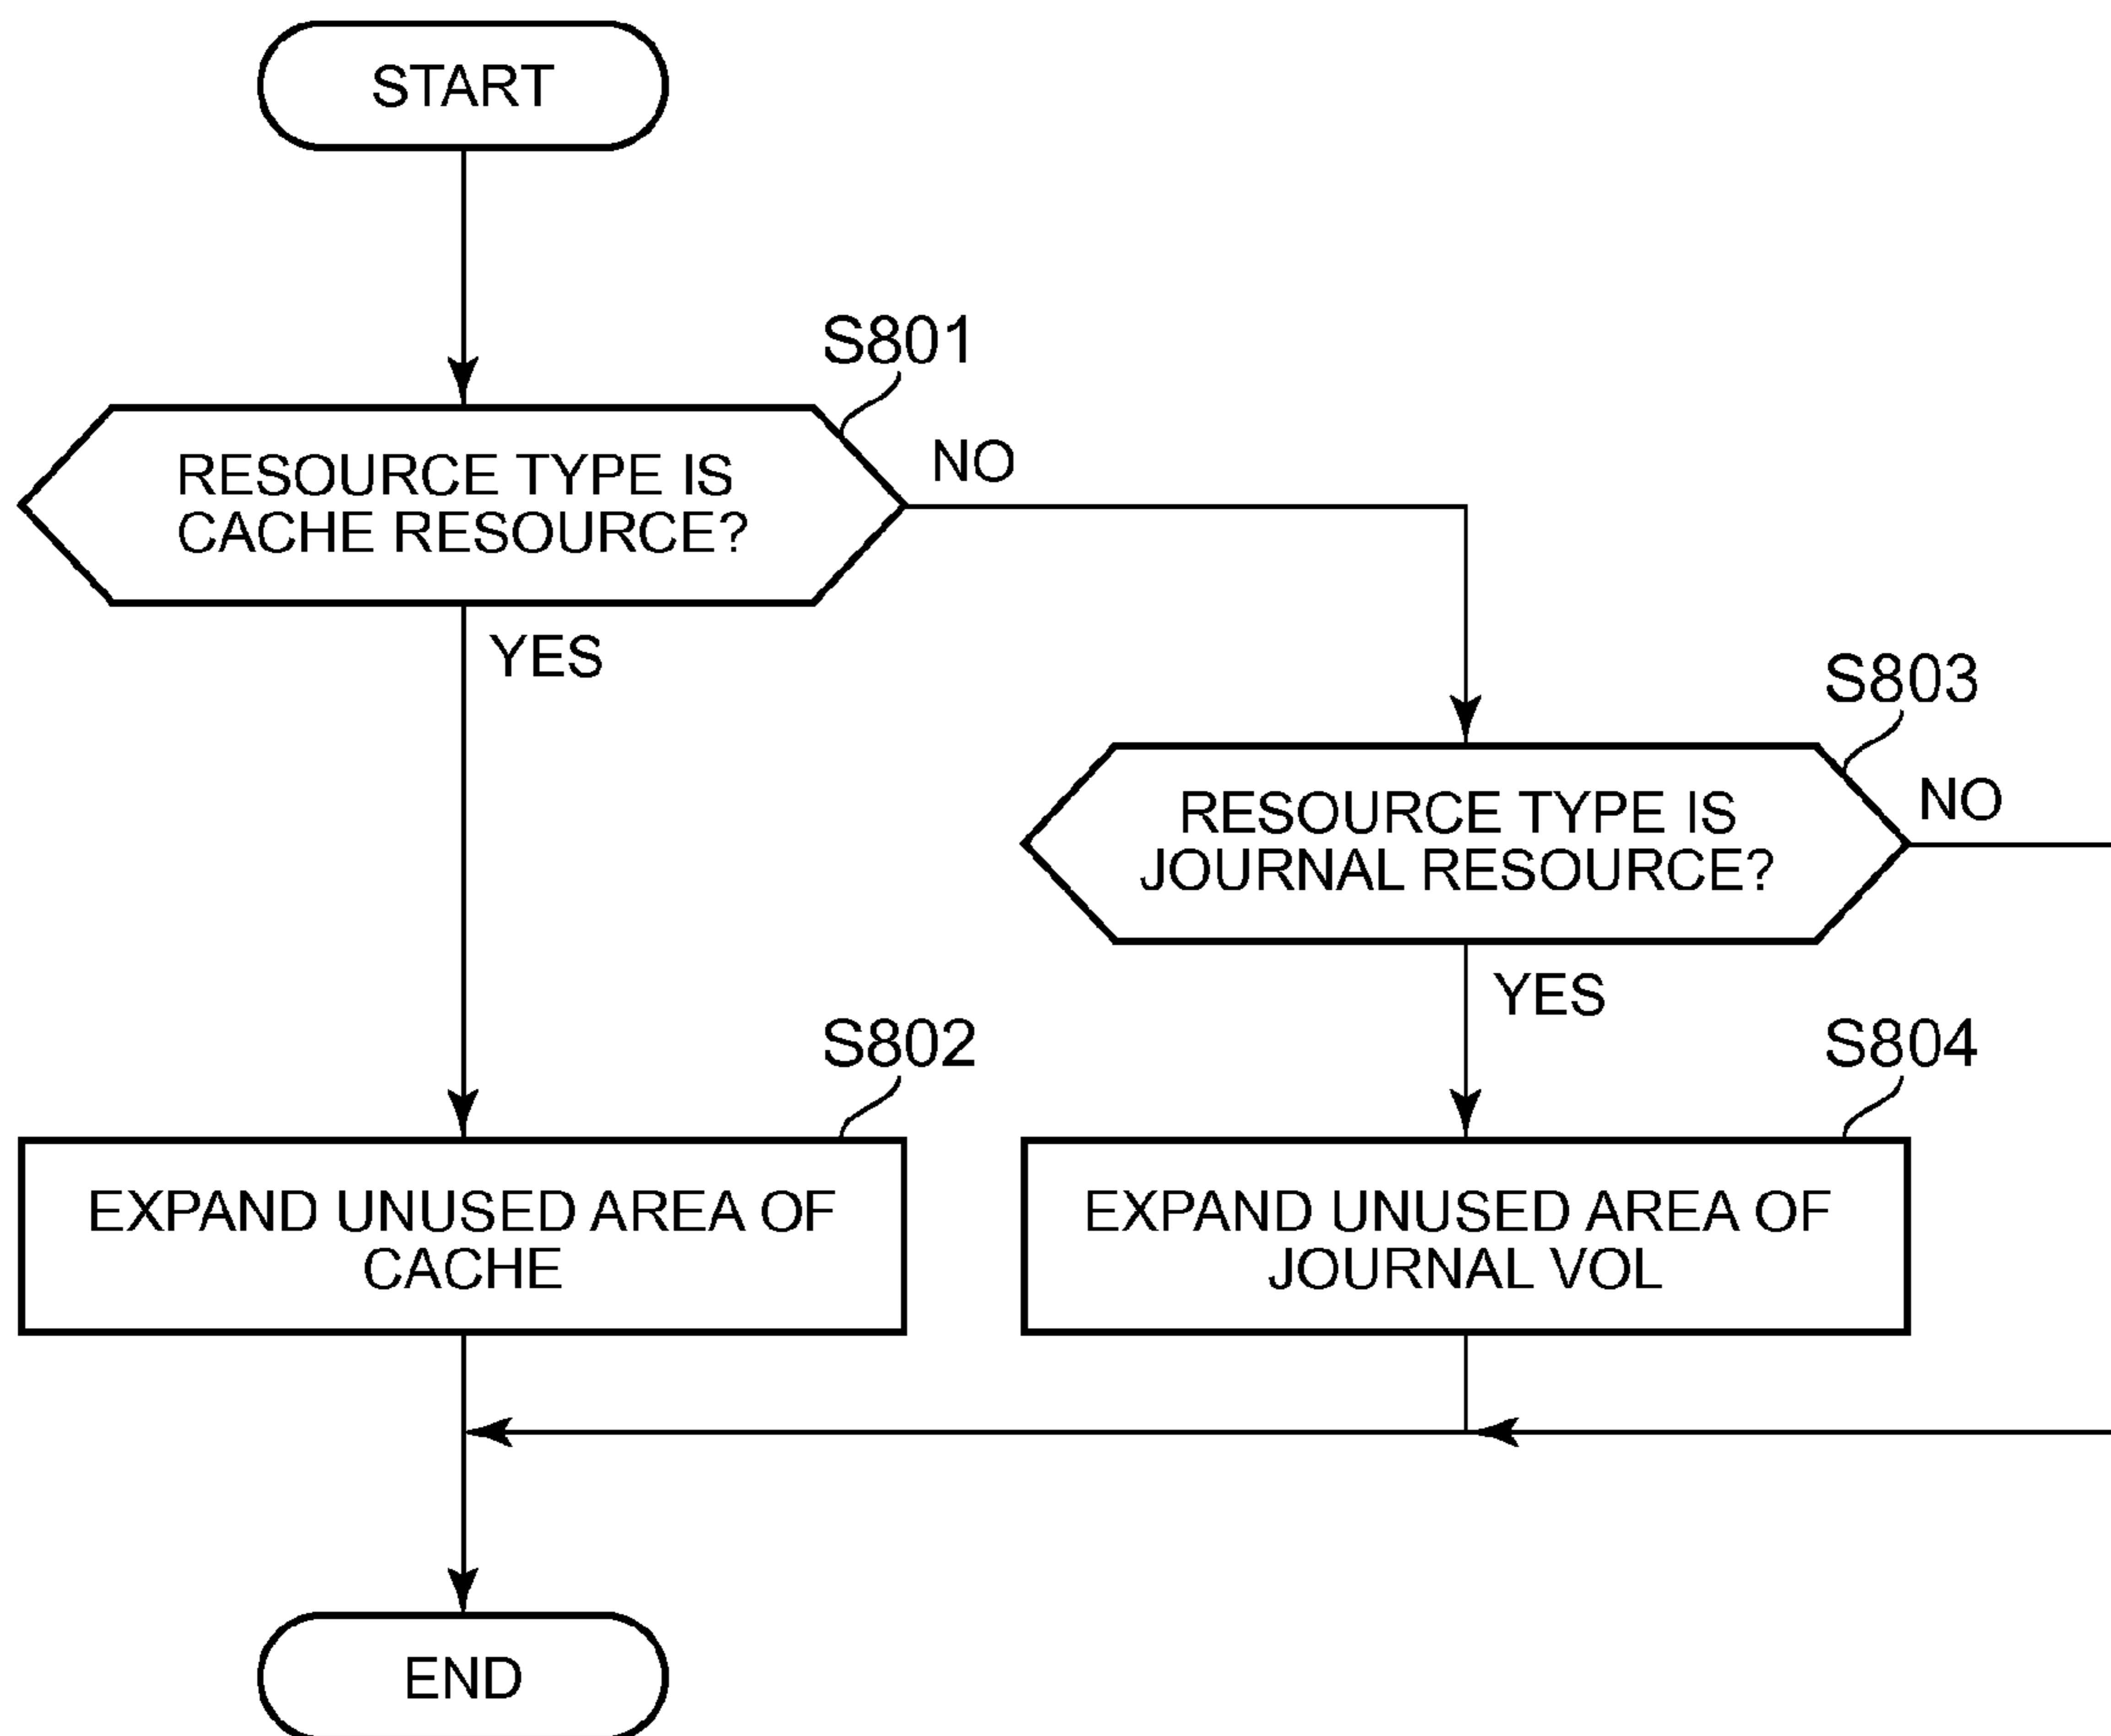 START
S801
RESOURCE TYPE IS
CACHE RESOURCE?
NO
YES
S803
RESOURCE TYPE IS
JOURNAL RESOURCE?
NO
YES
S802
EXPAND UNUSED AREA OF
CACHE
S804
EXPAND UNUSED AREA OF
JOURNAL VOL
END